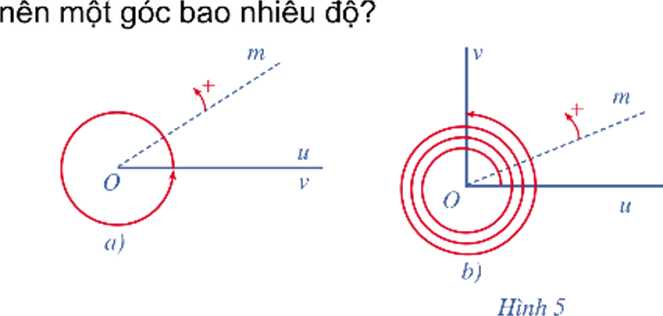 nên một góc bao nhiêu độ?
m
+
u
O
v
a)
v
m
+
O
u
b)
Hình 5